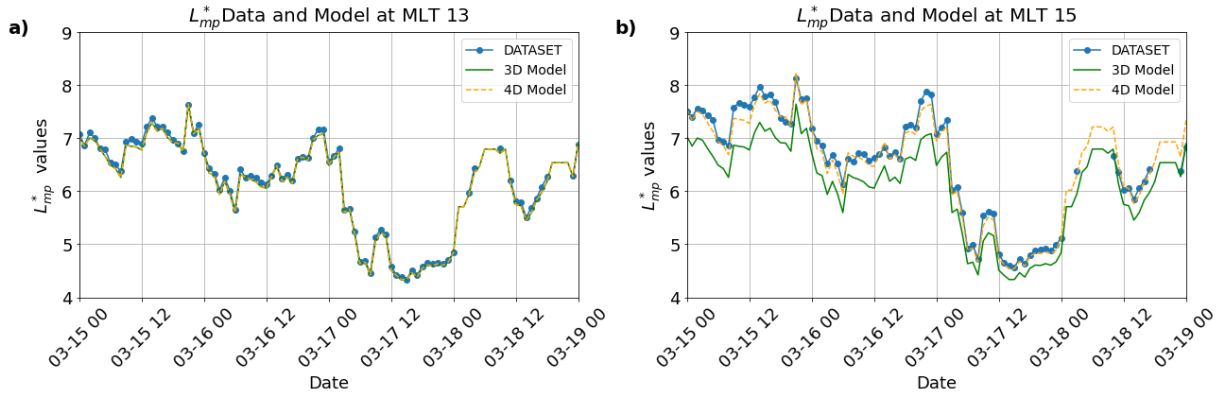 a)
L*mp Data and Model at MLT 13
L*mp values
9
8
7
6
5
4
DATASET
3D Model
4D Model
03-15 00
03-15 12
03-16 00
03-16 12
03-17 00
03-17 12
03-18 00
03-18 12
03-19 00
Date
b)
L*mp Data and Model at MLT 15
L*mp values
9
8
7
6
5
4
DATASET
3D Model
4D Model
03-15 00
03-15 12
03-16 00
03-16 12
03-17 00
03-17 12
03-18 00
03-18 12
03-19 00
Date